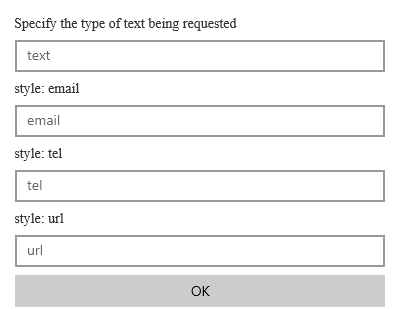 Specify the type of text being requested
text
style: email
email
style: tel
tel
style: url
url
OK